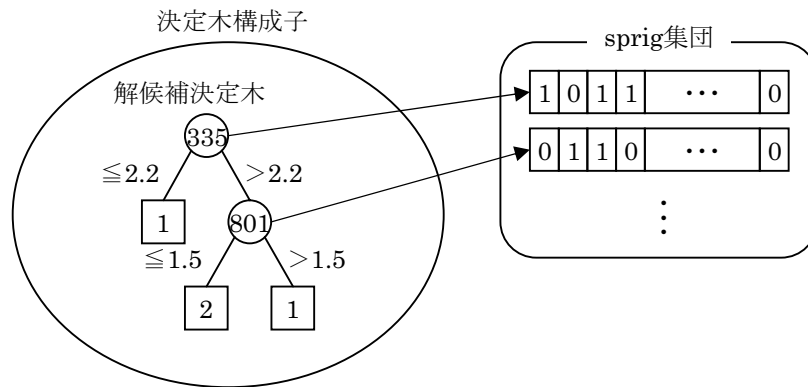 決定木構成子
sprig集団
解候補決定木
1 0 1 1 … 0
335
0 1 1 0 … 0
≦2.2 >2.2
1 801
⋮
≦1.5 >1.5
2 1